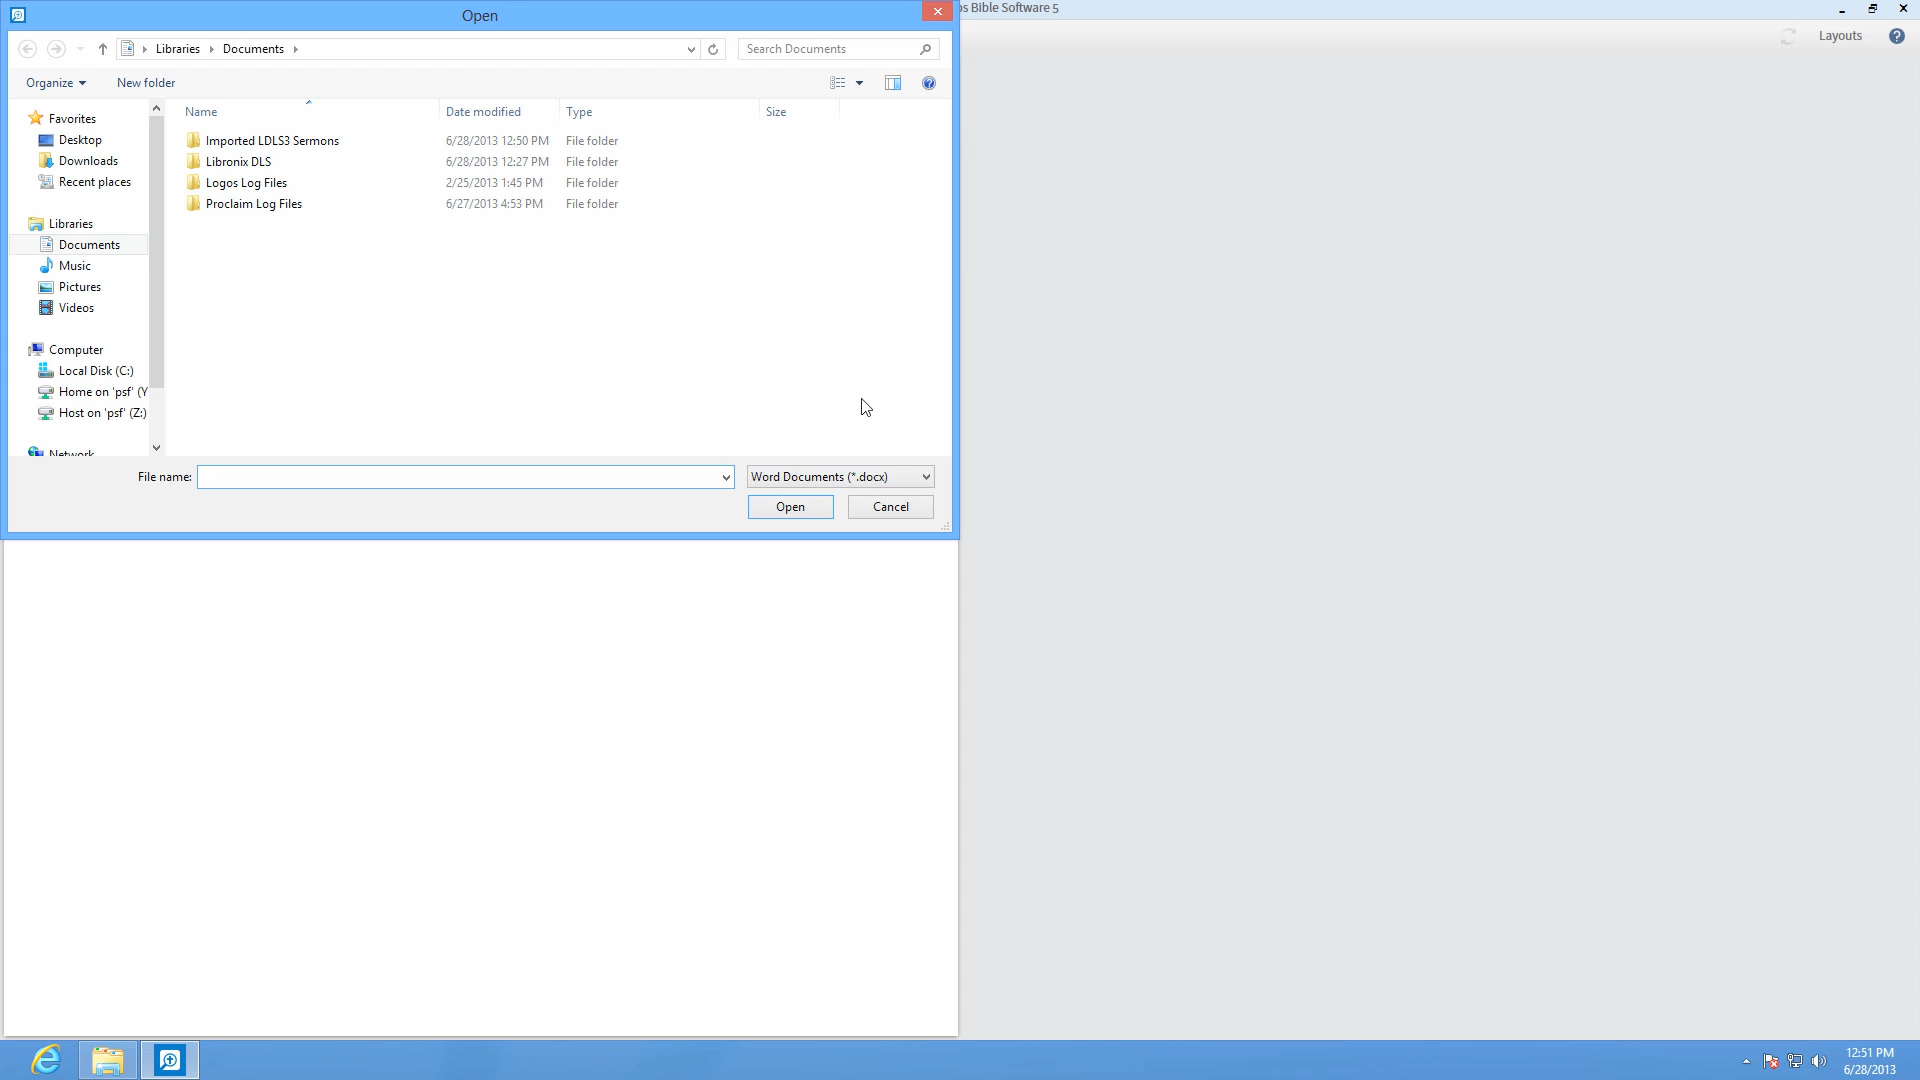 Open
os Bible Software 5
Layouts
Libraries
Documents
Search Documents
Organize
New folder
Name
Date modified
Type
Size
Favorites
Desktop
Downloads
Recent places
Libraries
Documents
Music
Pictures
Videos
Computer
Local Disk (C:)
Home on 'psf' (Y
Host on 'psf' (Z:)
Network
Imported LDLS3 Sermons 6/28/2013 12:50 PM File folder
Libronix DLS 6/28/2013 12:27 PM File folder
Logos Log Files 2/25/2013 1:45 PM File folder
Proclaim Log Files 6/27/2013 4:53 PM File folder
File name:
Word Documents (*.docx)
Open
Cancel
12:51 PM
6/28/2013